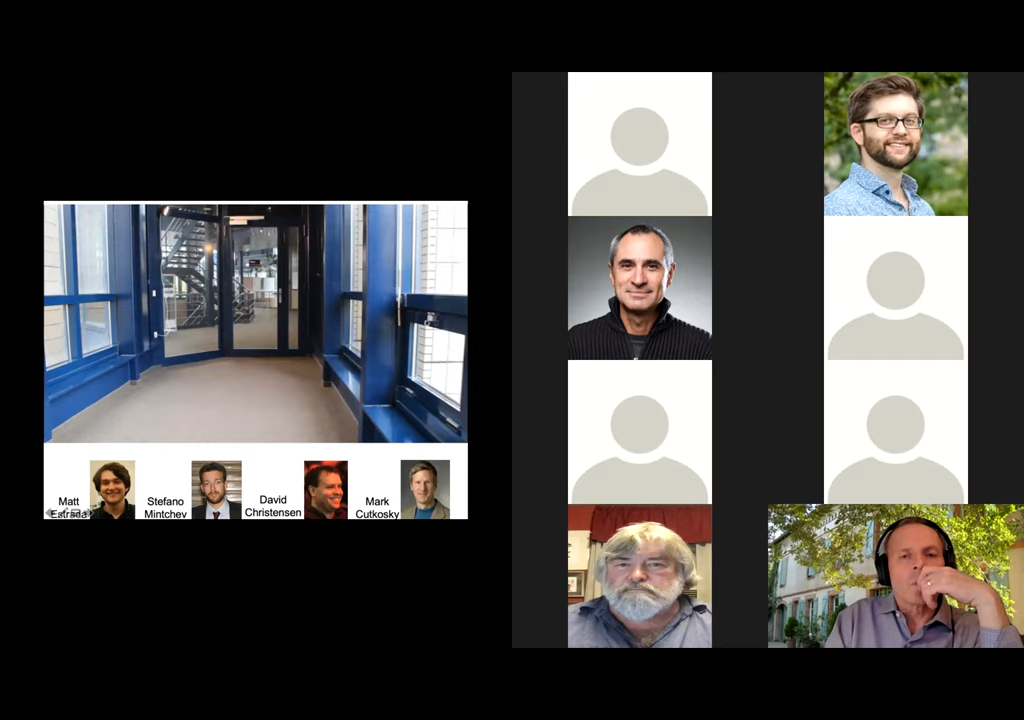 Matt
Estrada
Stefano
Mintchev
David
Christensen
Mark
Cutkosky